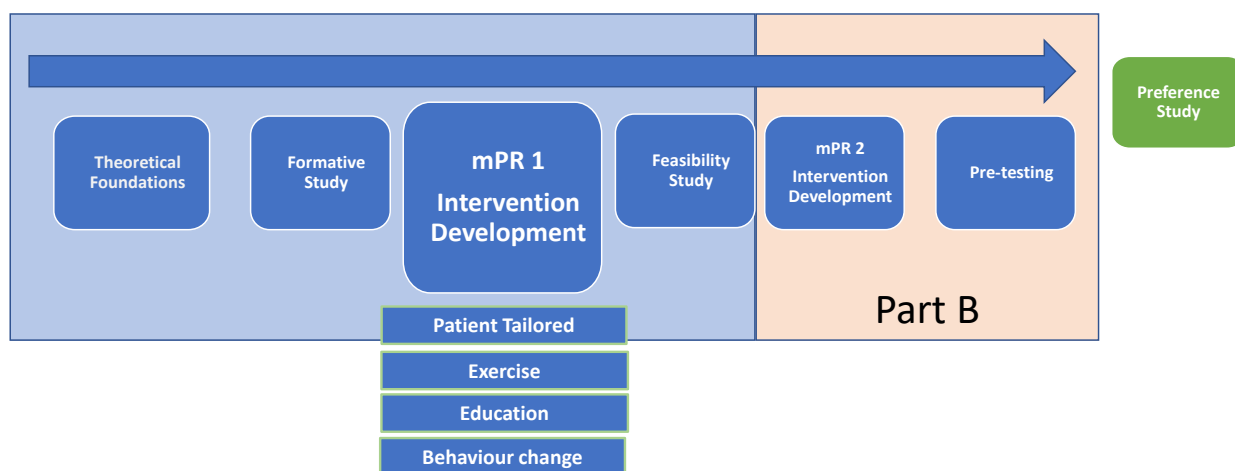 Theoretical
Foundations
Formative
Study
mPR 1
Intervention
Development
Feasibility
Study
mPR 2
Intervention
Development
Pre-testing
Preference
Study
Part B
Patient Tailored
Exercise
Education
Behaviour change